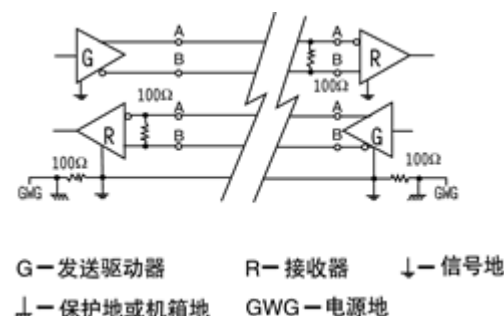 A A
G R
B B 100Ω
100Ω A A
R B B G
100Ω 100Ω
GWG GWG
G－发送驱动器 R－接收器 ⏚－信号地
⊥－保护地或机箱地 GWG－电源地